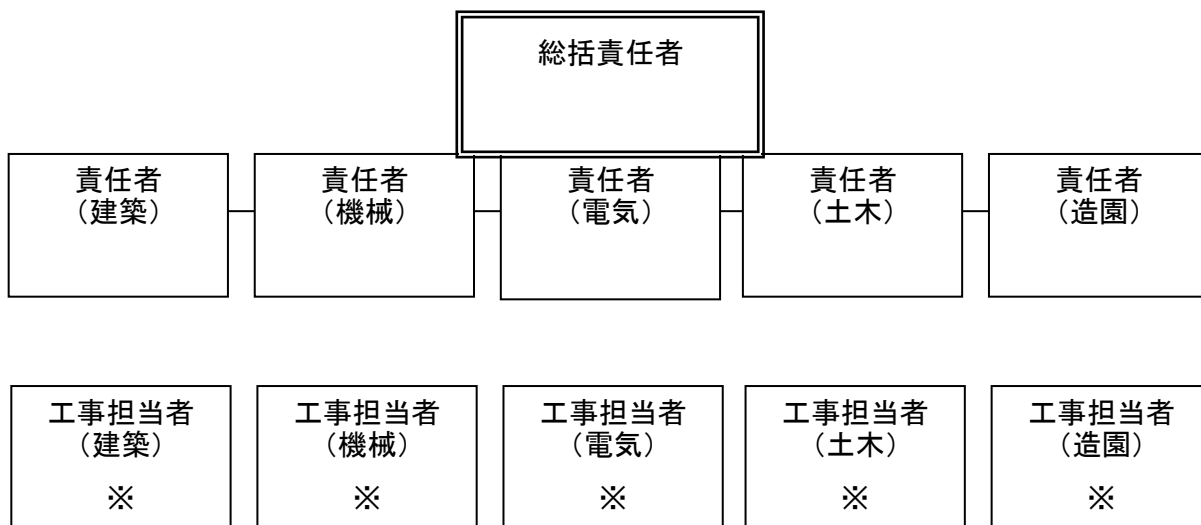 総括責任者
責任者
(建築)
責任者
(機械)
責任者
(電気)
責任者
(土木)
責任者
(造園)
工事担当者
(建築)
※
工事担当者
(機械)
※
工事担当者
(電気)
※
工事担当者
(土木)
※
工事担当者
(造園)
※